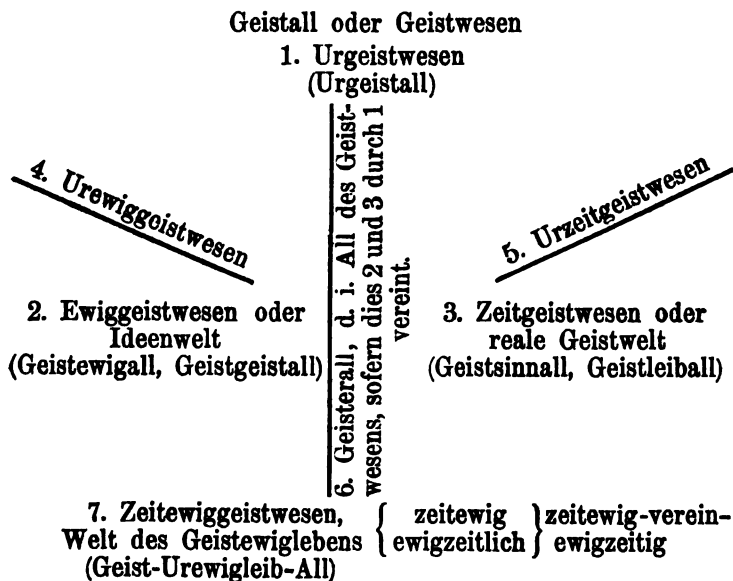 Geistall oder Geistwesen
1. Urgeistwesen
(Urgeistall)
4. Urewiggeistwesen
5. Urzeitgeistwesen
2. Ewiggeistwesen oder
Ideenwelt
(Geistewigall, Geistgeistall)
6. Geisterall, d. i. All des Geist-
wesens, sofern dies 2 und 3 durch 1
vereint.
3. Zeitgeistwesen oder
reale Geistwelt
(Geistsinnall, Geistleiball)
7. Zeitewiggeistwesen,
Welt des Geistewiglebens
(Geist-Urewigleib-All)
{ zeitewig
ewigzeitlich }
zeitewig-verein-
ewigzeitig